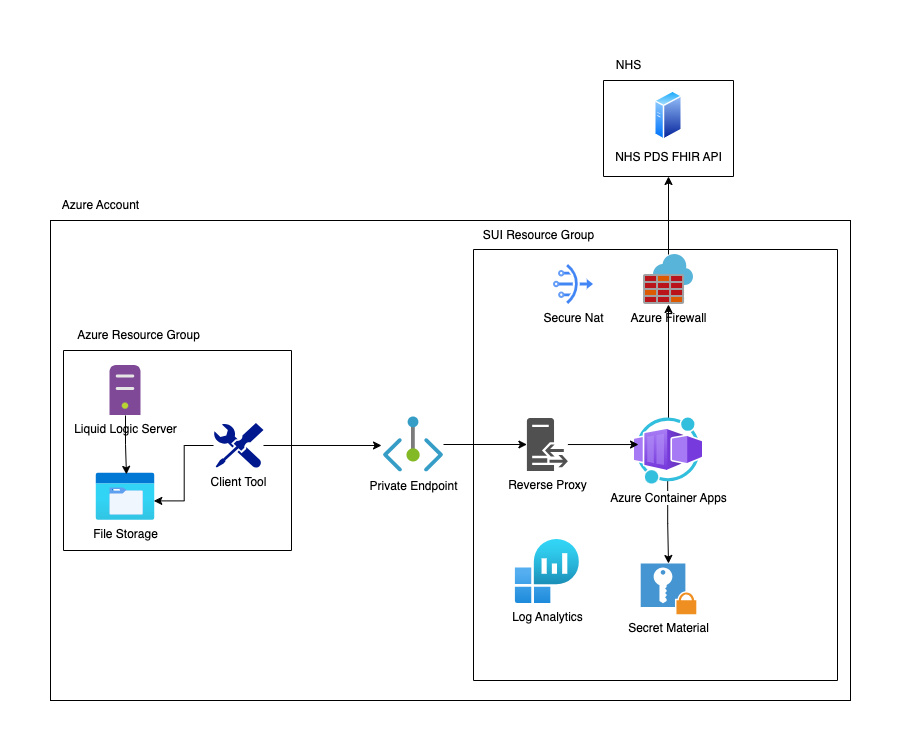 NHS
NHS PDS FHIR API
Azure Account
SUI Resource Group
Secure Nat
Azure Firewall
Azure Resource Group
Liquid Logic Server
Client Tool
File Storage
Private Endpoint
Reverse Proxy
Azure Container Apps
Log Analytics
Secret Material